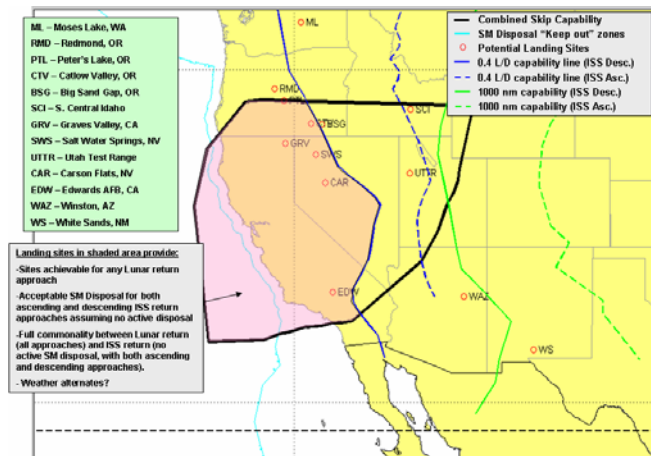 ML – Moses Lake, WA
RMD – Redmond, OR
PTL – Peter's Lake, OR
CTV – Catlow Valley, OR
BSG – Big Sand Gap, OR
SCI – S. Central Idaho
GRV – Graves Valley, CA
SWS – Salt Water Springs, NV
UTTR – Utah Test Range
CAR – Carson Flats, NV
EDW – Edwards AFB, CA
WAZ – Winston, AZ
WS – White Sands, NM
Landing sites in shaded area provide:
-Sites achievable for any Lunar return
approach
-Acceptable SM Disposal for both
ascending and descending ISS return
approaches assuming no active disposal
-Full commonality between Lunar return
(all approaches) and ISS return (no
active SM disposal, with both ascending
and descending approaches).
- Weather alternates?
Combined Skip Capability
SM Disposal "Keep out" zones
Potential Landing Sites
0.4 L/D capability line (ISS Desc.)
0.4 L/D capability line (ISS Asc.)
1000 nm capability (ISS Desc.)
1000 nm capability (ISS Asc.)
ML
RMD
PTL
SCI
BSG
GRV
SWS
UTTR
CAR
EDW
WAZ
WS